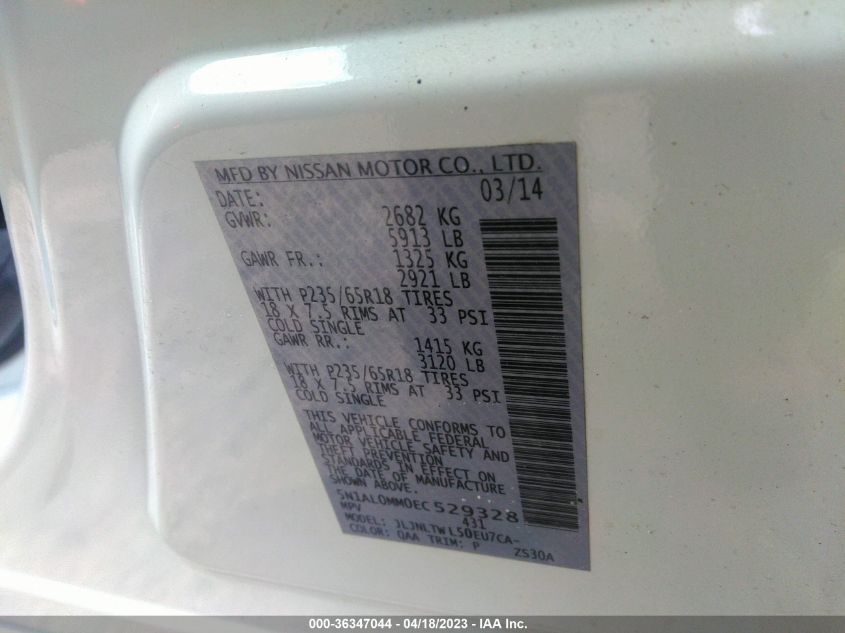 MFD BY NISSAN MOTOR CO., LTD.
DATE: 03/14
GVWR: 2682 KG
5913 LB
GAWR FR.: 1325 KG
2921 LB
WITH P235/65R18 TIRES
18 X 7.5 RIMS AT 33 PSI
COLD SINGLE
GAWR RR.: 1415 KG
3120 LB
WITH P235/65R18 TIRES
18 X 7.5 RIMS AT 33 PSI
COLD SINGLE
THIS VEHICLE CONFORMS TO
ALL APPLICABLE FEDERAL
MOTOR VEHICLE SAFETY AND
THEFT PREVENTION
STANDARDS IN EFFECT ON
THE DATE OF MANUFACTURE
SHOWN ABOVE.
5N1AL0MM0EC529328
MPV 431
MODEL: JLJNLTWL50EU7CA-
COLOR: QAA TRIM: P ZS30A
000-36347044 - 04/18/2023 - IAA Inc.